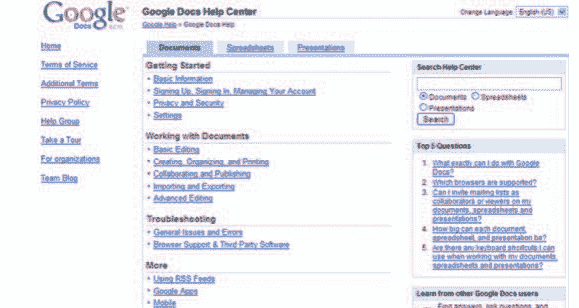 Google
Docs BETA
Google Docs Help Center
Google Help › Google Docs Help
Change Language: English (US)
Home
Terms of Service
Additional Terms
Privacy Policy
Help Group
Take a Tour
For organizations
Team Blog
Documents
Spreadsheets
Presentations
Getting Started
Basic Information
Signing Up, Signing In, Managing Your Account
Privacy and Security
Settings
Working with Documents
Basic Editing
Creating, Organizing, and Printing
Collaborating and Publishing
Importing and Exporting
Advanced Editing
Troubleshooting
General Issues and Errors
Browser Support & Third Party Software
More
Using RSS Feeds
Google Apps
Mobile
Search Help Center
Documents Spreadsheets
Presentations
Search
Top 5 Questions
1. What exactly can I do with Google
Docs?
2. Which browsers are supported?
3. Can I invite mailing lists as
collaborators or viewers on my
documents, spreadsheets and
presentations?
4. How big can each document,
spreadsheet, and presentation be?
5. Are there any keyboard shortcuts I can
use when working with my documents,
spreadsheets and presentations?
Learn from other Google Docs users
Find answers, ask questions, and